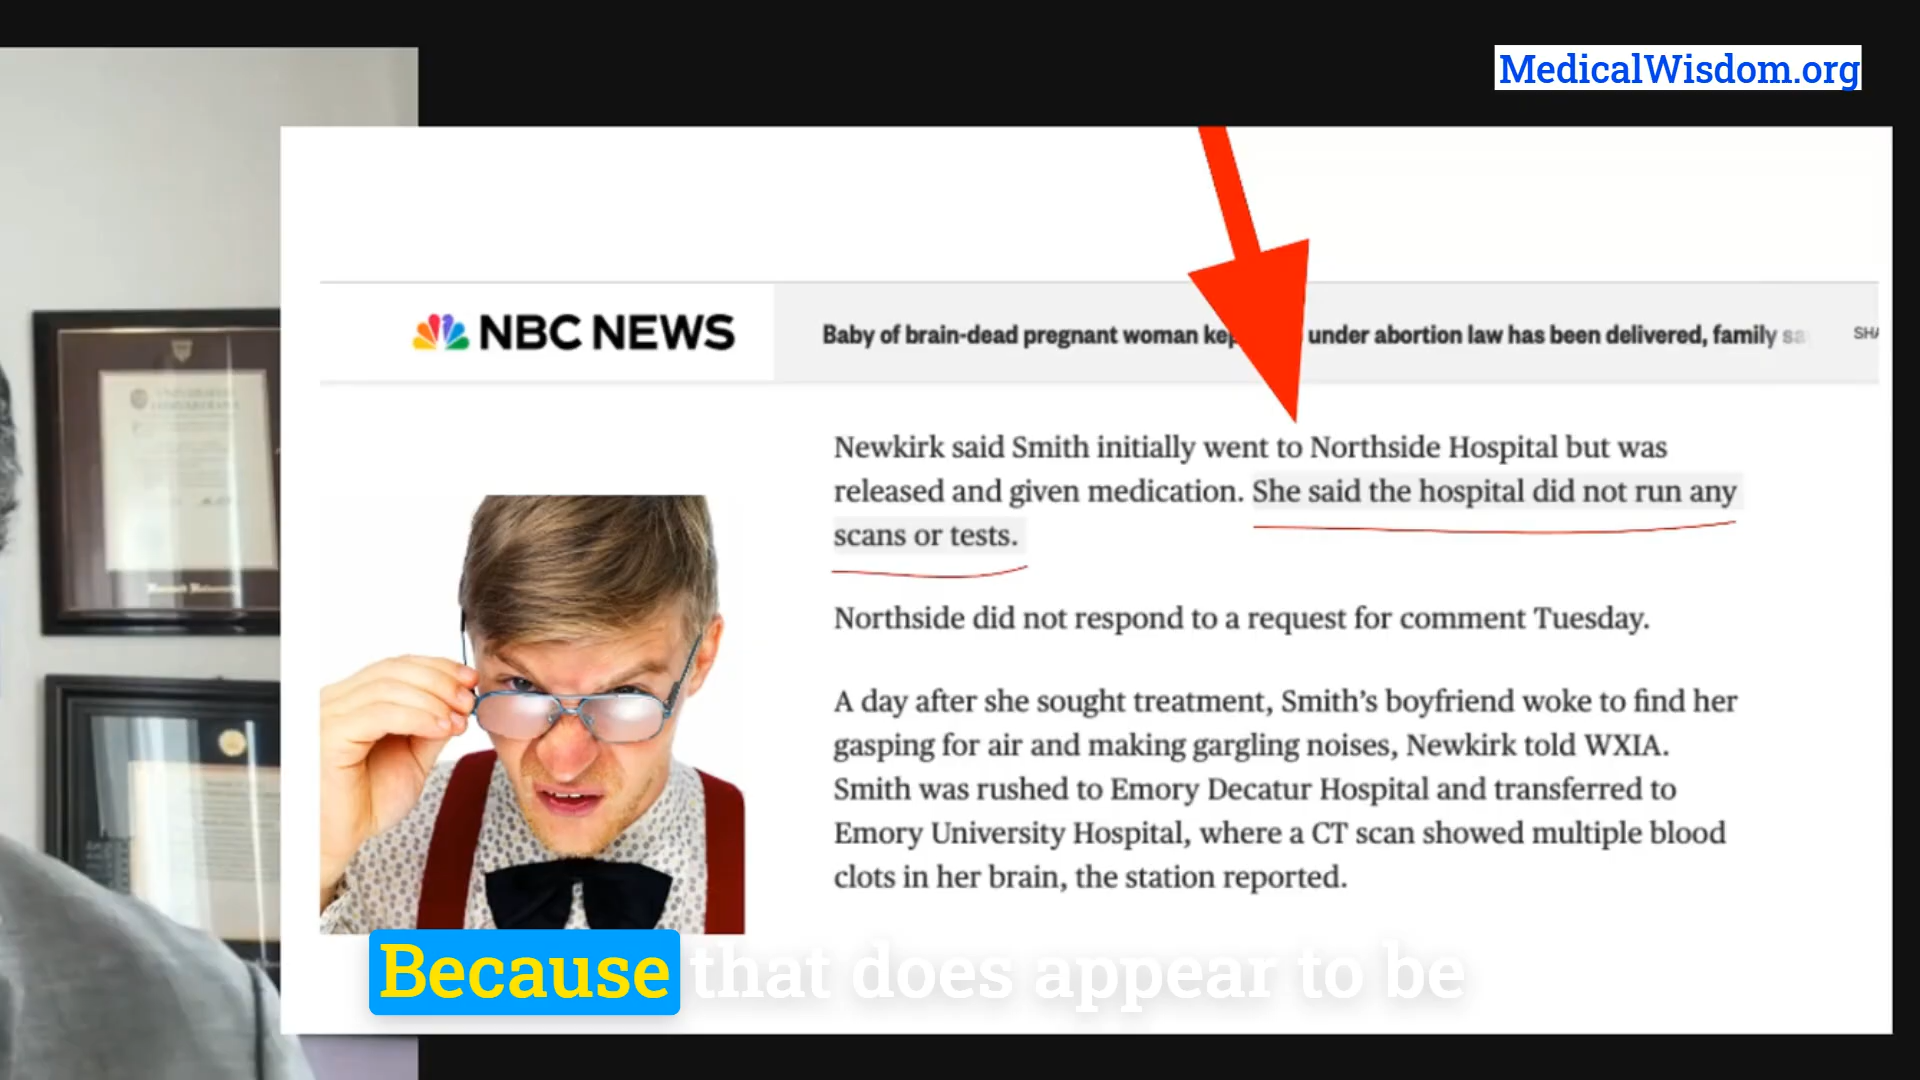 MedicalWisdom.org
NBC NEWS
Baby of brain-dead pregnant woman under abortion law has been delivered, family
Newkirk said Smith initially went to Northside Hospital but was
released and given medication. She said the hospital did not run any
scans or tests.
Northside did not respond to a request for comment Tuesday.
A day after she sought treatment, Smith's boyfriend woke to find her
gasping for air and making gargling noises, Newkirk told WXIA.
Smith was rushed to Emory Decatur Hospital and transferred to
Emory University Hospital, where a CT scan showed multiple blood
clots in her brain, the station reported.
Because that does appear to be